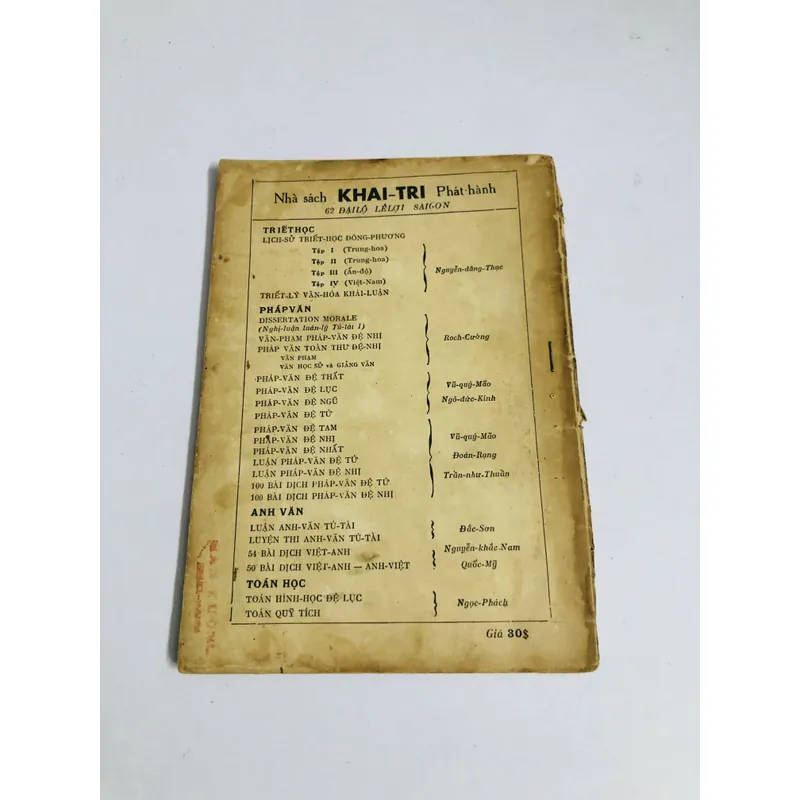 Nhà sách KHAI-TRI Phát-hành
62 ĐẠI LỘ LÊLỢI SAIGON
TRIẾT HỌC
LỊCH-SỬ TRIẾT-HỌC ĐÔNG-PHƯƠNG
Tập I (Trung-hoa)
Tập II (Trung-hoa)
Tập III (Ấn-độ)
Tập IV (Việt-Nam)
TRIẾT-LÝ VĂN-HÓA KHÁI-LUẬN
Nguyễn-đăng-Thục
PHÁP VĂN
DISSERTATION MORALE
(Nghị-luận luân-lý Tú-tài I)
VĂN-PHẠM PHÁP-VĂN ĐỆ NHỊ
PHÁP VĂN TOÀN THƯ ĐỆ-NHỊ
VĂN PHẠM
VĂN HỌC SỬ và GIẢNG VĂN
Roch-Cường
PHÁP-VĂN ĐỆ THẤT
PHÁP-VĂN ĐỆ LỤC
PHÁP-VĂN ĐỆ NGŨ
PHÁP-VĂN ĐỆ TỨ
Vũ-quý-Mão
Ngô-đức-Kính
PHÁP-VĂN ĐỆ TAM
PHÁP-VĂN ĐỆ NHỊ
PHÁP-VĂN ĐỆ NHẤT
LUẬN PHÁP-VĂN ĐỆ TỨ
LUẬN PHÁP-VĂN ĐỆ NHỊ
100 BÀI DỊCH PHÁP-VĂN ĐỆ TỨ
100 BÀI DỊCH PHÁP-VĂN ĐỆ NHỊ
Vũ-quý-Mão
Đoàn-Rạng
Trần-như-Thuần
ANH VĂN
LUẬN ANH-VĂN TÚ-TÀI
LUYỆN THI ANH-VĂN TÚ-TÀI
Đắc-Sơn
54 BÀI DỊCH VIỆT-ANH
Nguyễn-khắc-Nam
50 BÀI DỊCH VIỆT-ANH — ANH-VIỆT
Quốc-Mỹ
TOÁN HỌC
TOÁN HÌNH-HỌC ĐỆ LỤC
TOÁN QUỸ TÍCH
Ngọc-Phách
Giá 30$